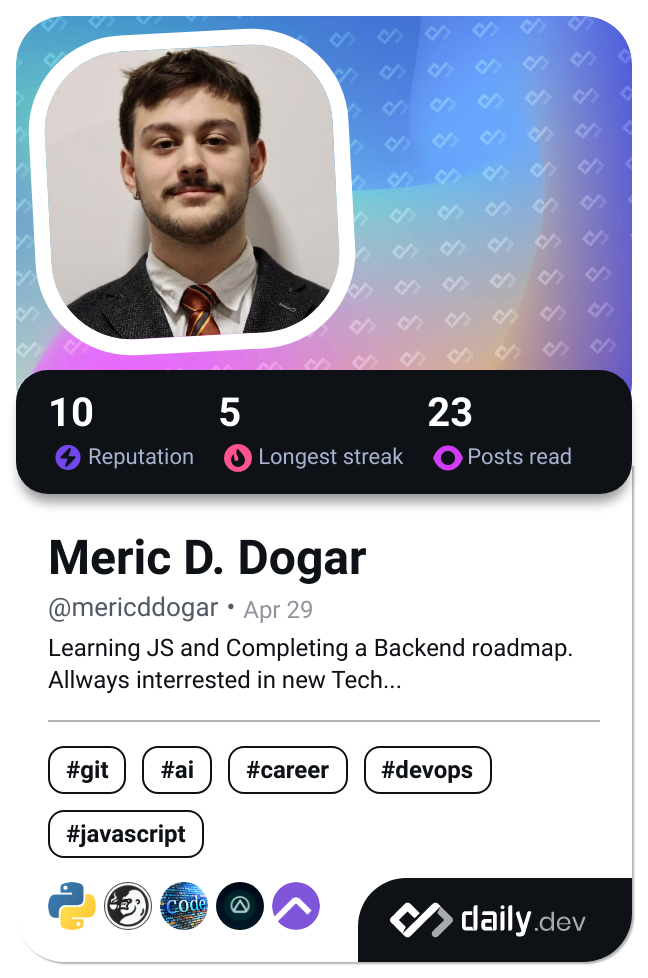 10 5 23
Reputation Longest streak Posts read
Meric D. Dogar
@mericddogar • Apr 29
Learning JS and Completing a Backend roadmap.
Allways interrested in new Tech...
#git #ai #career #devops
#javascript
code
daily.dev